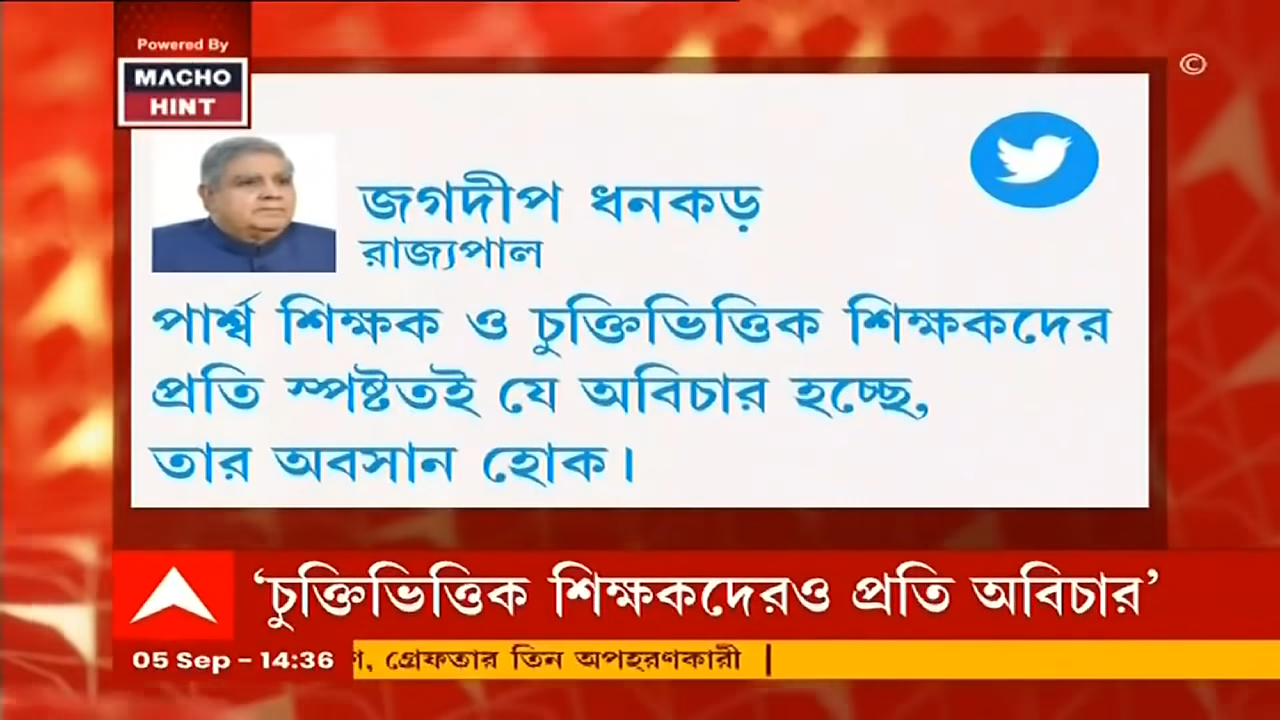 Powered By
MACHO
HINT
©
জগদীপ ধনকড়
রাজ্যপাল
পার্শ্ব শিক্ষক ও চুক্তিভিত্তিক শিক্ষকদের
প্রতি স্পষ্টতই যে অবিচার হচ্ছে,
তার অবসান হোক।
‘চুক্তিভিত্তিক শিক্ষকদেরও প্রতি অবিচার’
05 Sep - 14:36
, গ্রেফতার তিন অপহরণকারী |